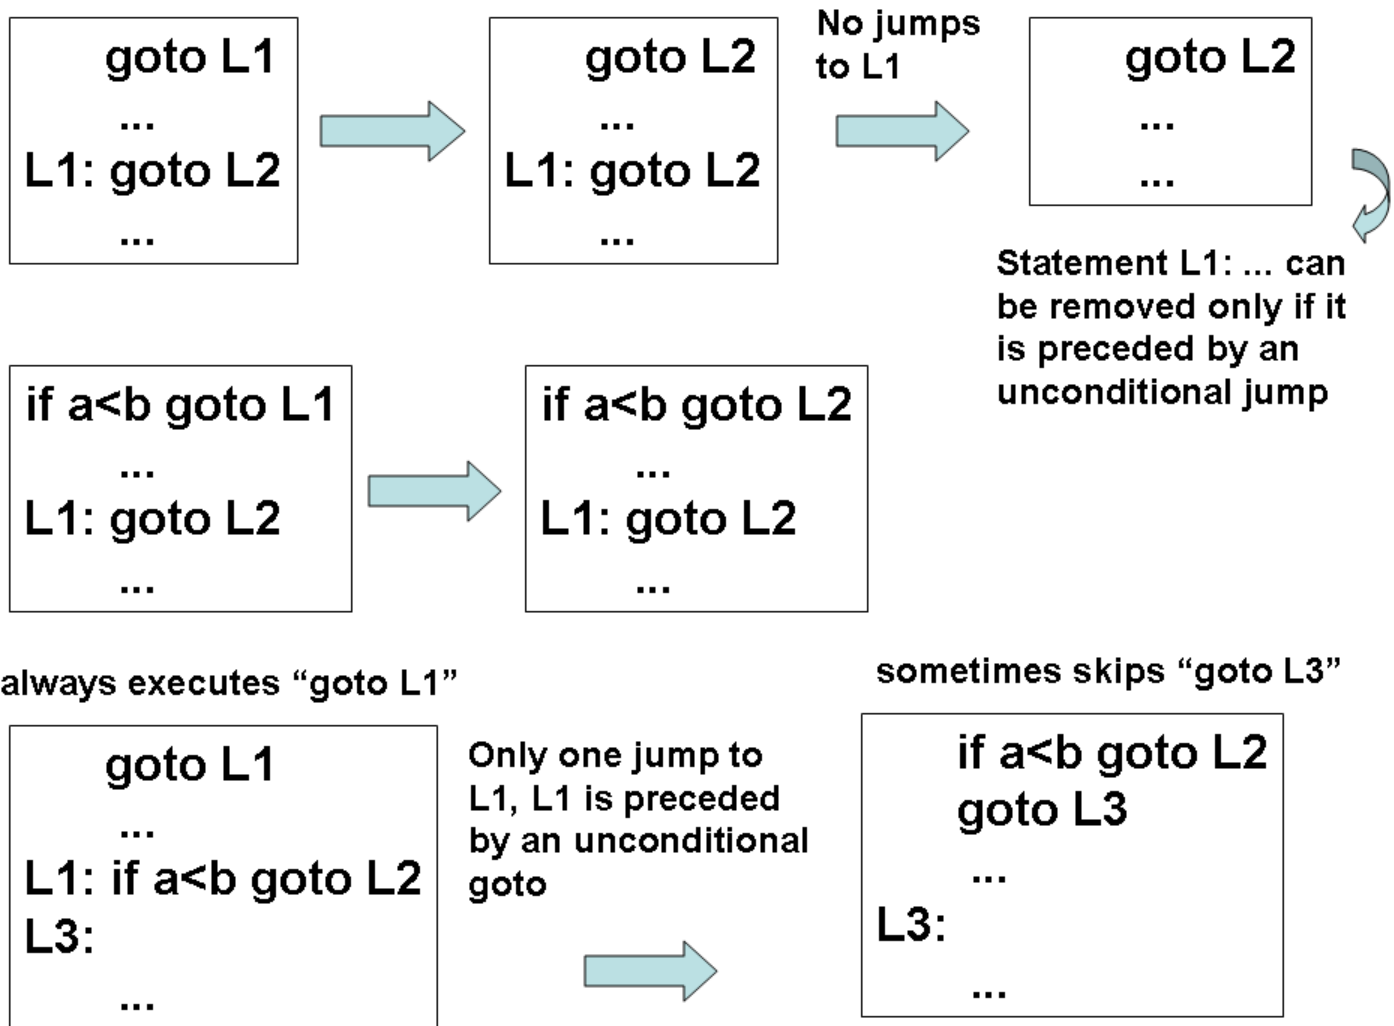 goto L1
...
L1: goto L2
...
goto L2
...
L1: goto L2
...
No jumps
to L1
goto L2
...
...
Statement L1: ... can
be removed only if it
is preceded by an
unconditional jump
if a<b goto L1
...
L1: goto L2
...
if a<b goto L2
...
L1: goto L2
...
always executes “goto L1”
goto L1
...
L1: if a<b goto L2
L3:
...
Only one jump to
L1, L1 is preceded
by an unconditional
goto
sometimes skips “goto L3”
if a<b goto L2
goto L3
...
L3:
...